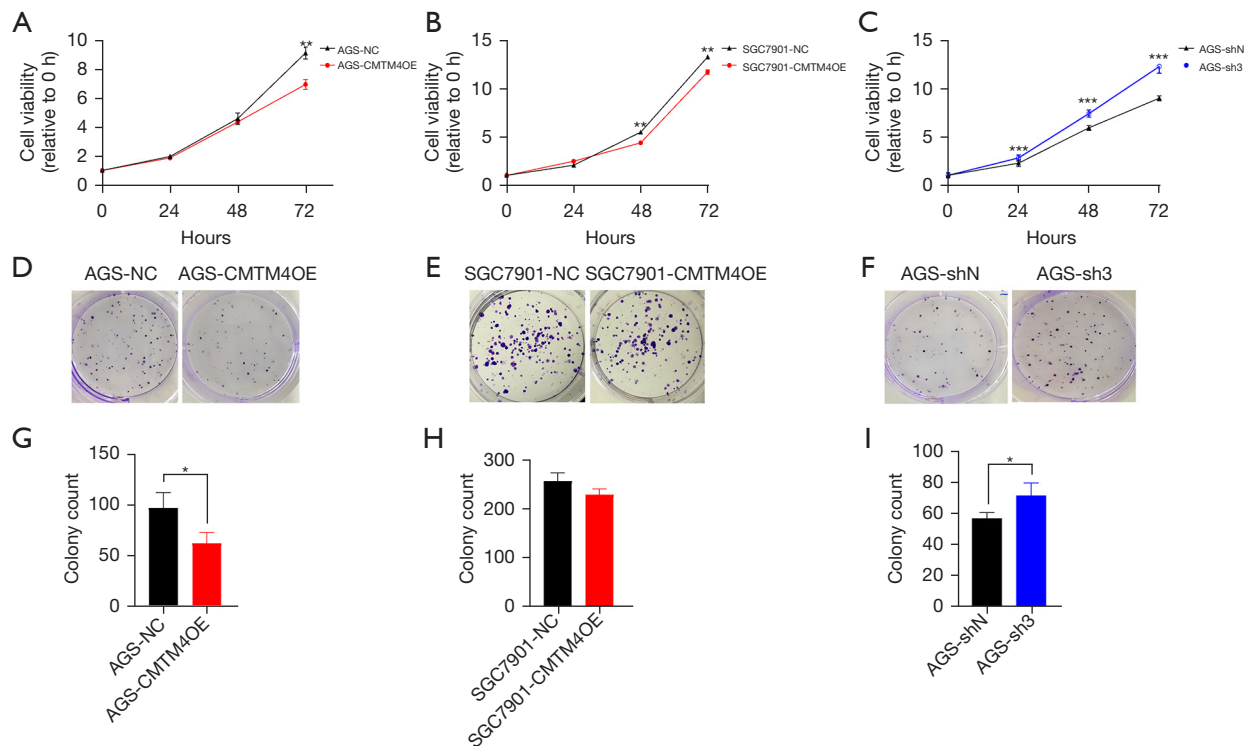 A
Cell viability
(relative to 0 h)
10
8
6
4
2
0
**
AGS-NC
AGS-CMTM4OE
0 24 48 72
Hours
B
Cell viability
(relative to 0 h)
15
10
5
0
**
**
SGC7901-NC
SGC7901-CMTM4OE
0 24 48 72
Hours
C
Cell viability
(relative to 0 h)
15
10
5
0
***
***
***
AGS-shN
AGS-sh3
0 24 48 72
Hours
D
AGS-NC AGS-CMTM4OE
E
SGC7901-NC SGC7901-CMTM4OE
F
AGS-shN AGS-sh3
G
Colony count
150
100
50
0
*
AGS-NC
AGS-CMTM4OE
H
Colony count
300
200
100
0
SGC7901-NC
SGC7901-CMTM4OE
I
Colony count
100
80
60
40
20
0
*
AGS-shN
AGS-sh3